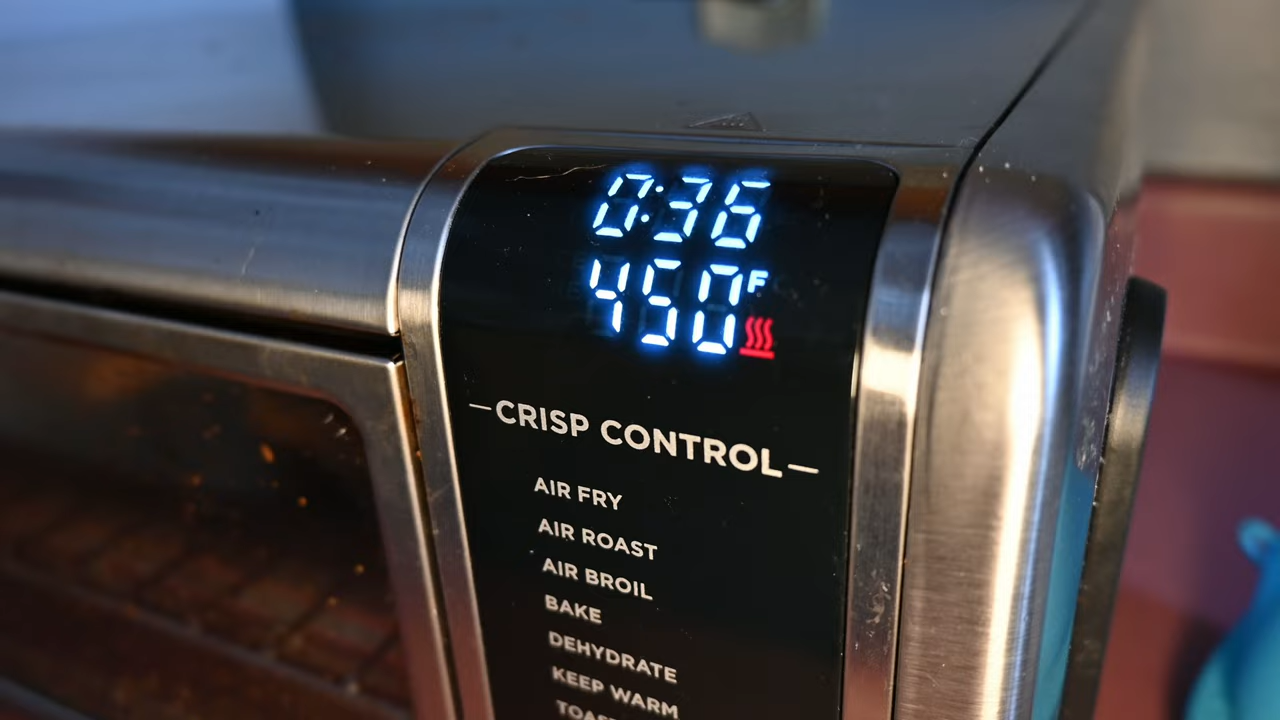 0:36
450 F
CRISP CONTROL
AIR FRY
AIR ROAST
AIR BROIL
BAKE
DEHYDRATE
KEEP WARM